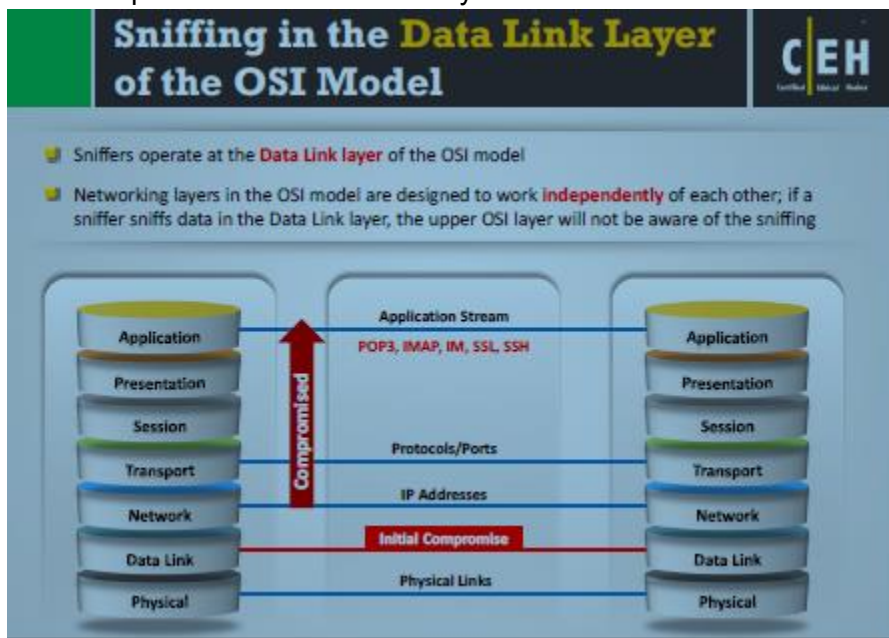 Sniffing in the Data Link Layer
of the OSI Model
C|EH
Certified Ethical Hacker
Sniffers operate at the Data Link layer of the OSI model
Networking layers in the OSI model are designed to work independently of each other; if a
sniffer sniffs data in the Data Link layer, the upper OSI layer will not be aware of the sniffing
Application
Presentation
Session
Transport
Network
Data Link
Physical
Compromised
Application Stream
POP3, IMAP, IM, SSL, SSH
Protocols/Ports
IP Addresses
Initial Compromise
Physical Links
Application
Presentation
Session
Transport
Network
Data Link
Physical